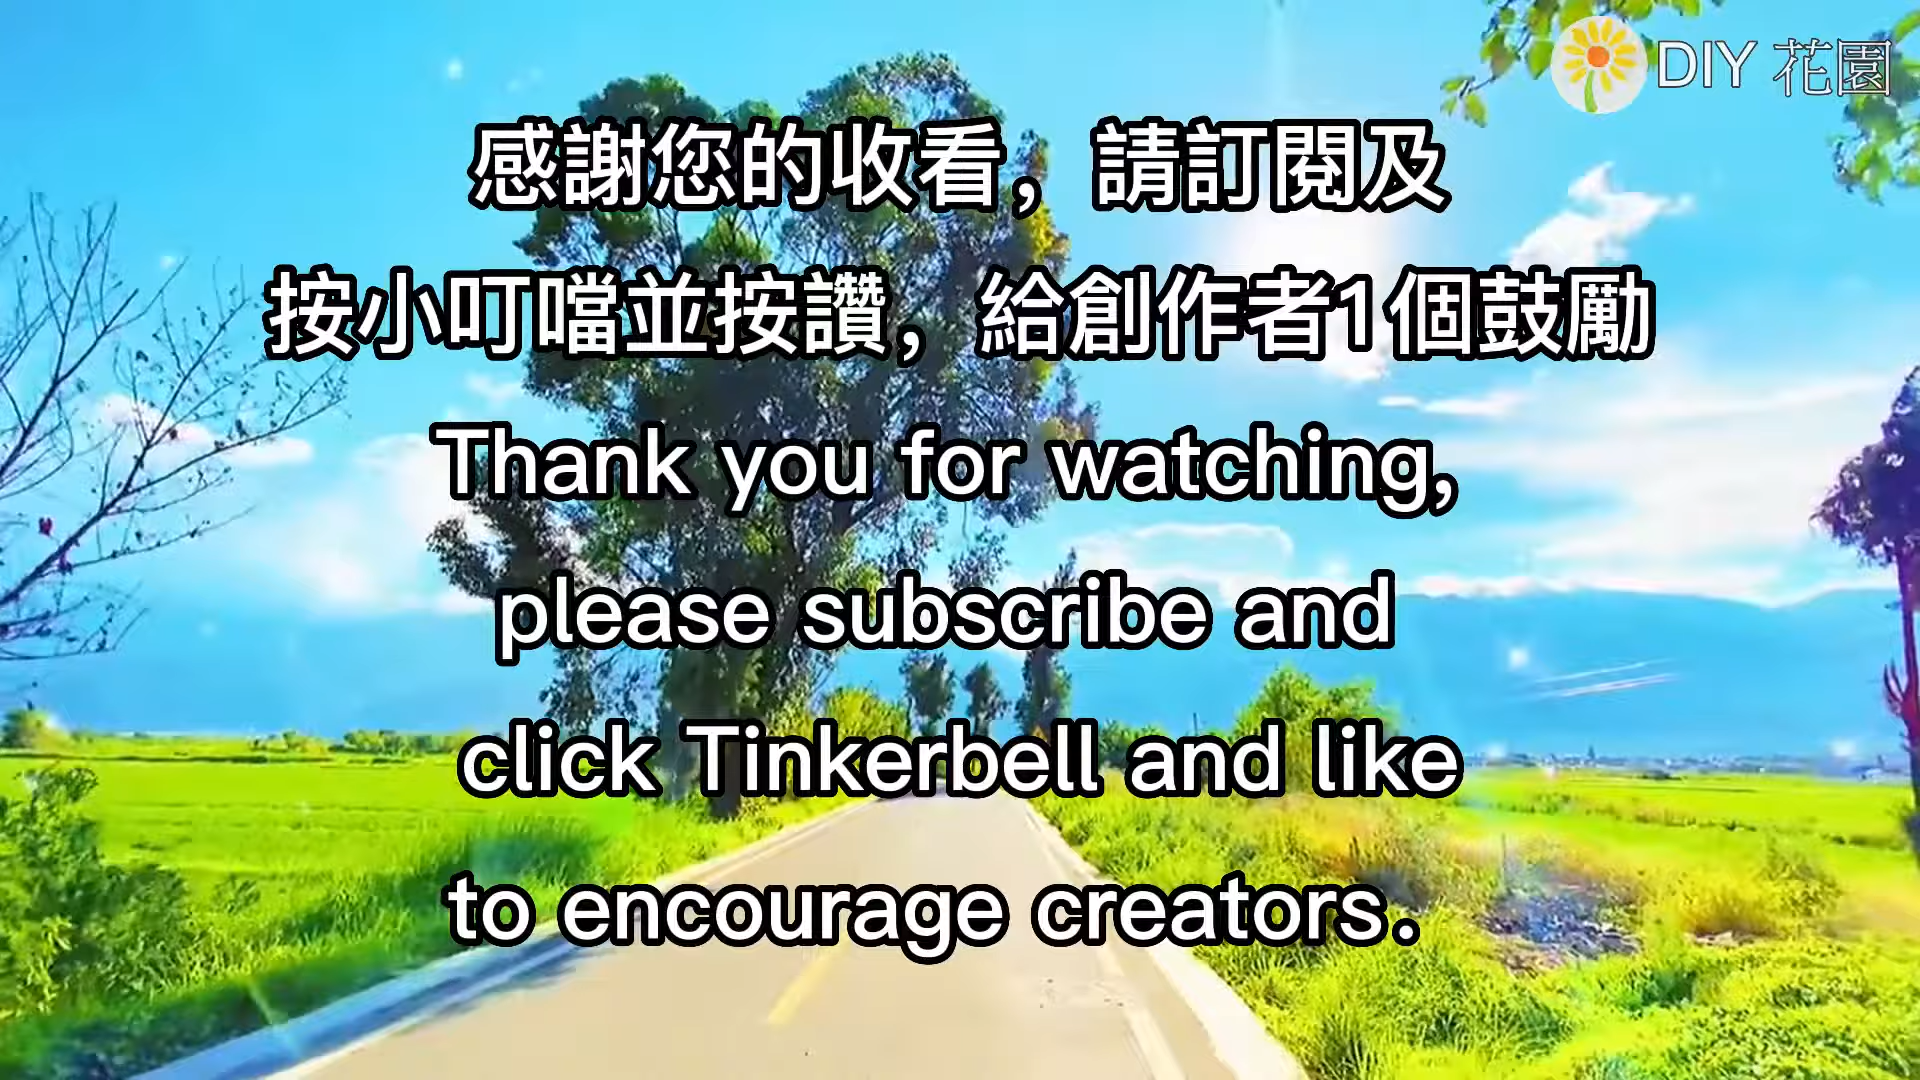 DIY 花園
感謝您的收看，請訂閱及
按小叮噹並按讚，給創作者1個鼓勵
Thank you for watching,
please subscribe and
click Tinkerbell and like
to encourage creators.